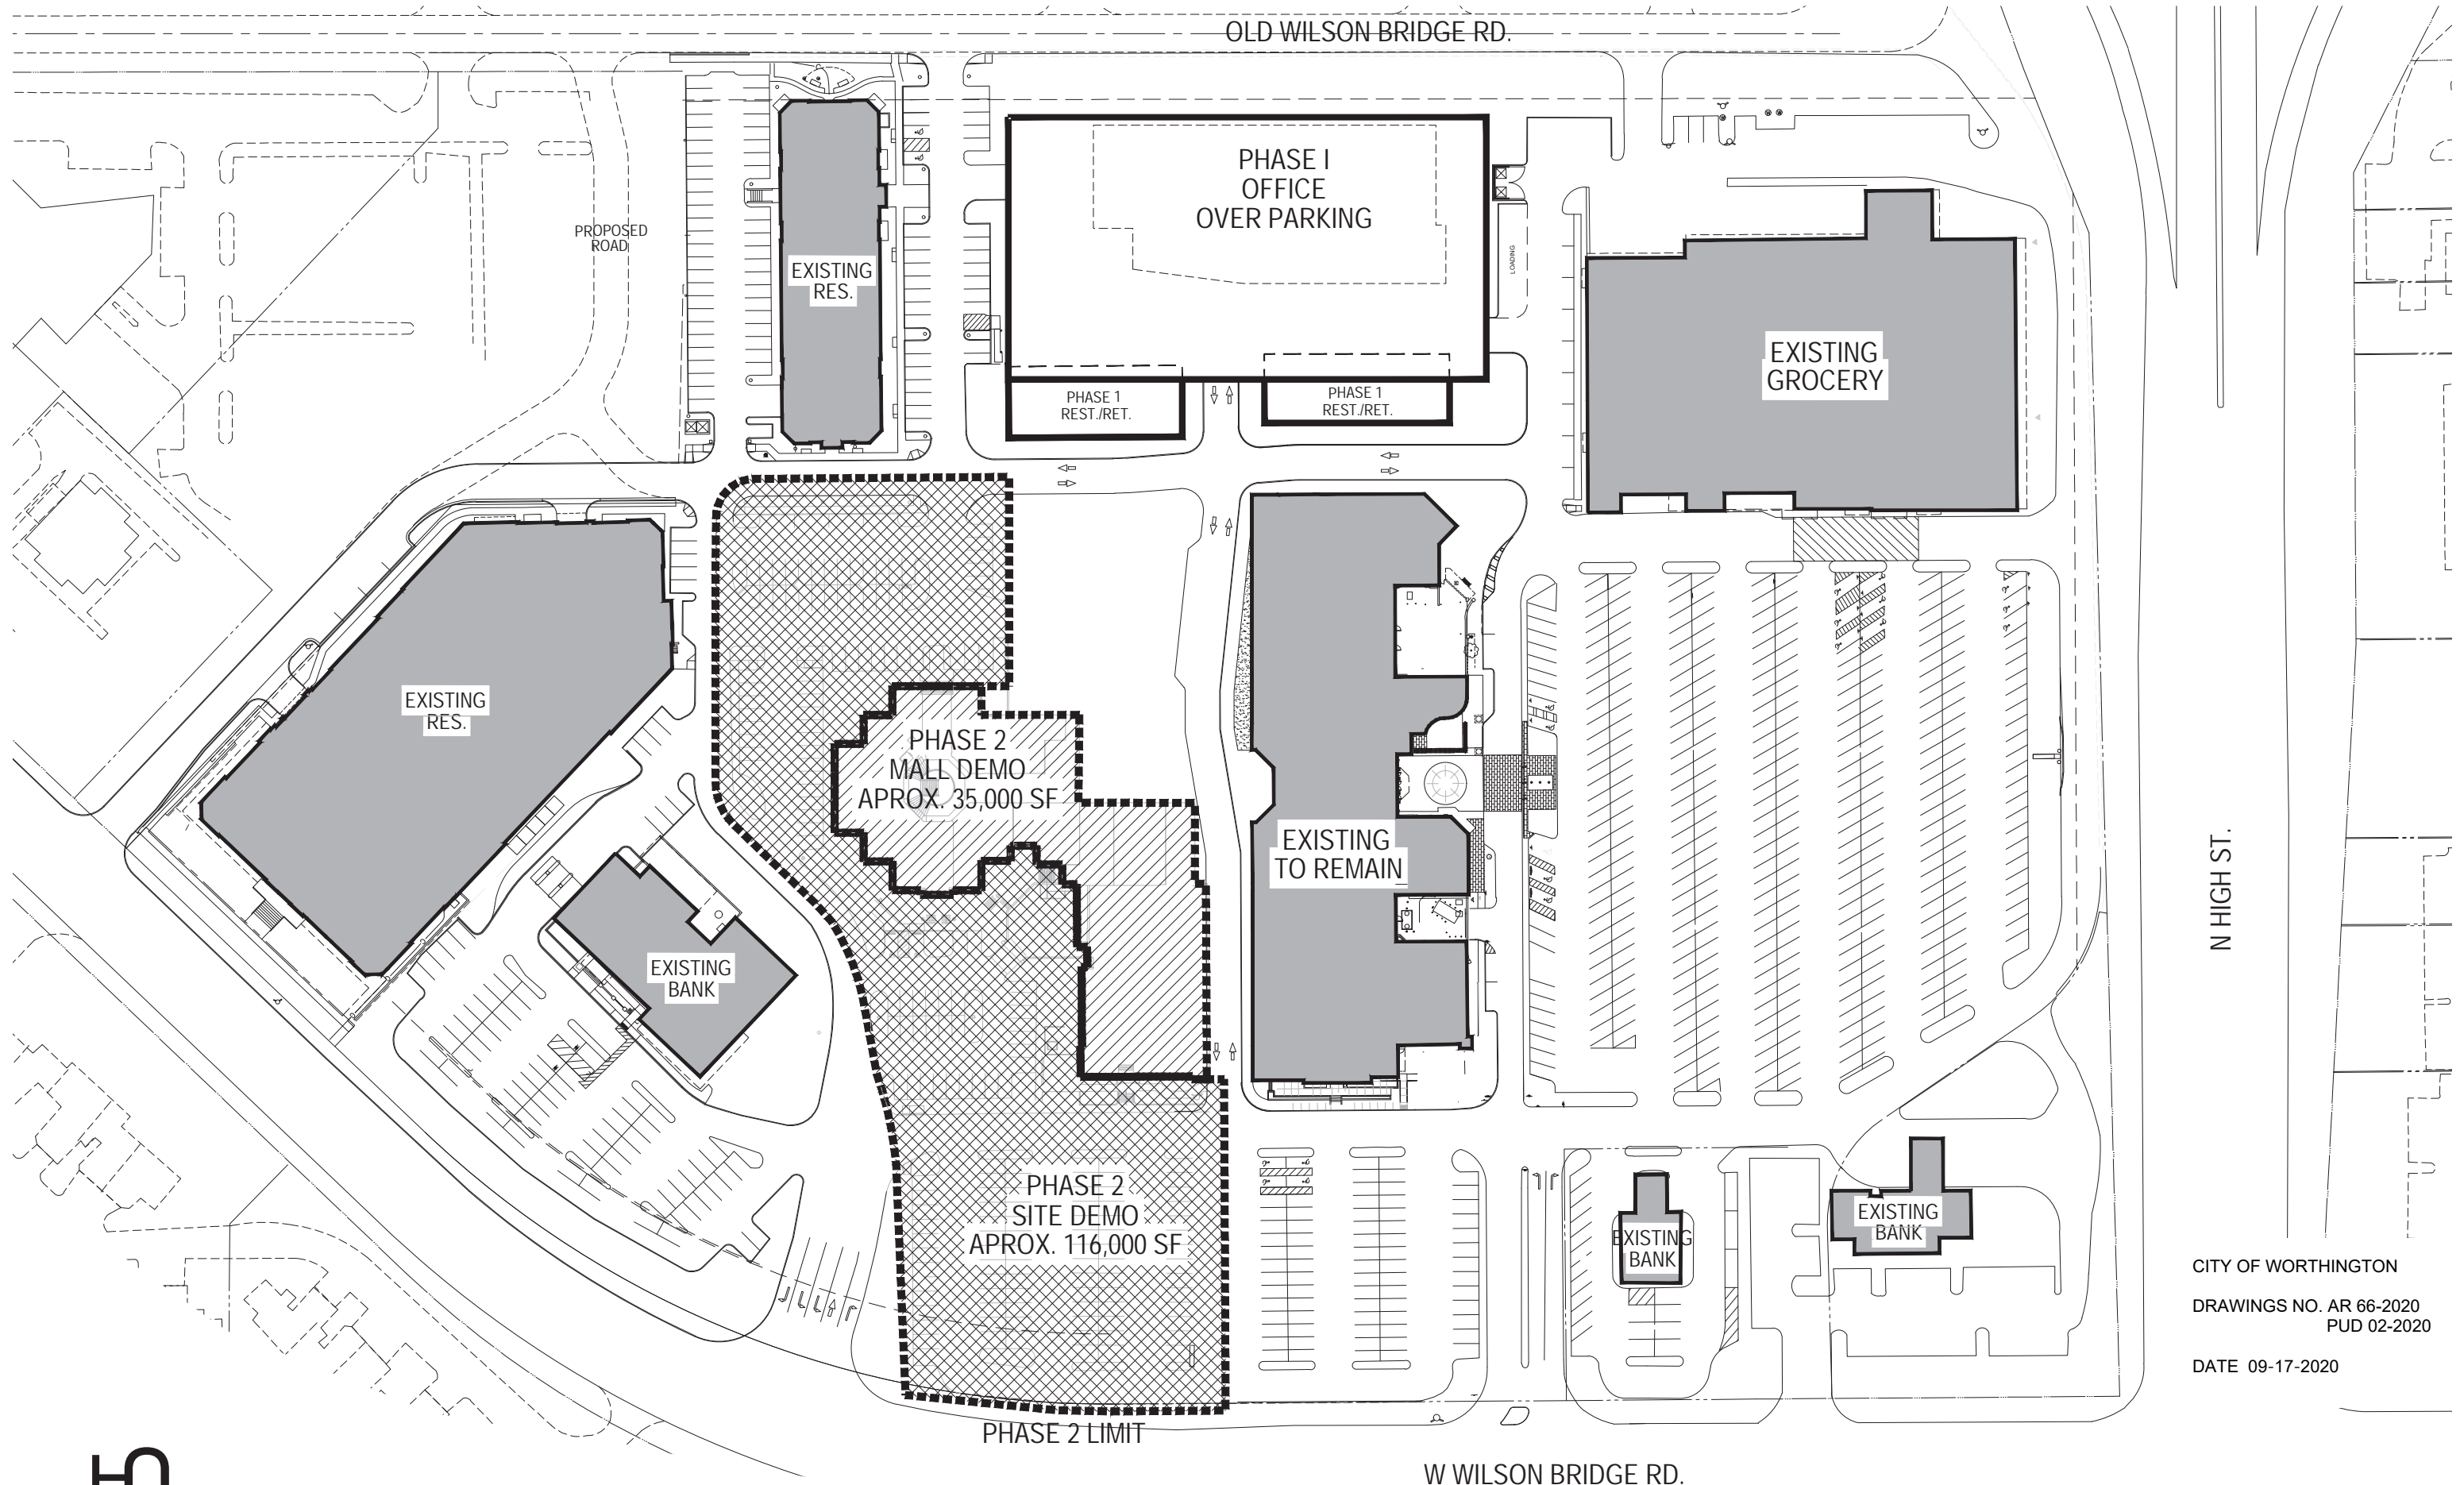 OLD WILSON BRIDGE RD.
PHASE I
OFFICE
OVER PARKING
PROPOSED
ROAD
EXISTING
RES.
LOADING
EXISTING
GROCERY
PHASE 1
REST./RET.
PHASE 1
REST./RET.
EXISTING
RES.
PHASE 2
MALL DEMO
APROX. 35,000 SF
EXISTING
TO REMAIN
N HIGH ST.
EXISTING
BANK
PHASE 2
SITE DEMO
APROX. 116,000 SF
EXISTING
BANK
EXISTING
BANK
CITY OF WORTHINGTON
DRAWINGS NO. AR 66-2020
PUD 02-2020
DATE 09-17-2020
PHASE 2 LIMIT
W WILSON BRIDGE RD.